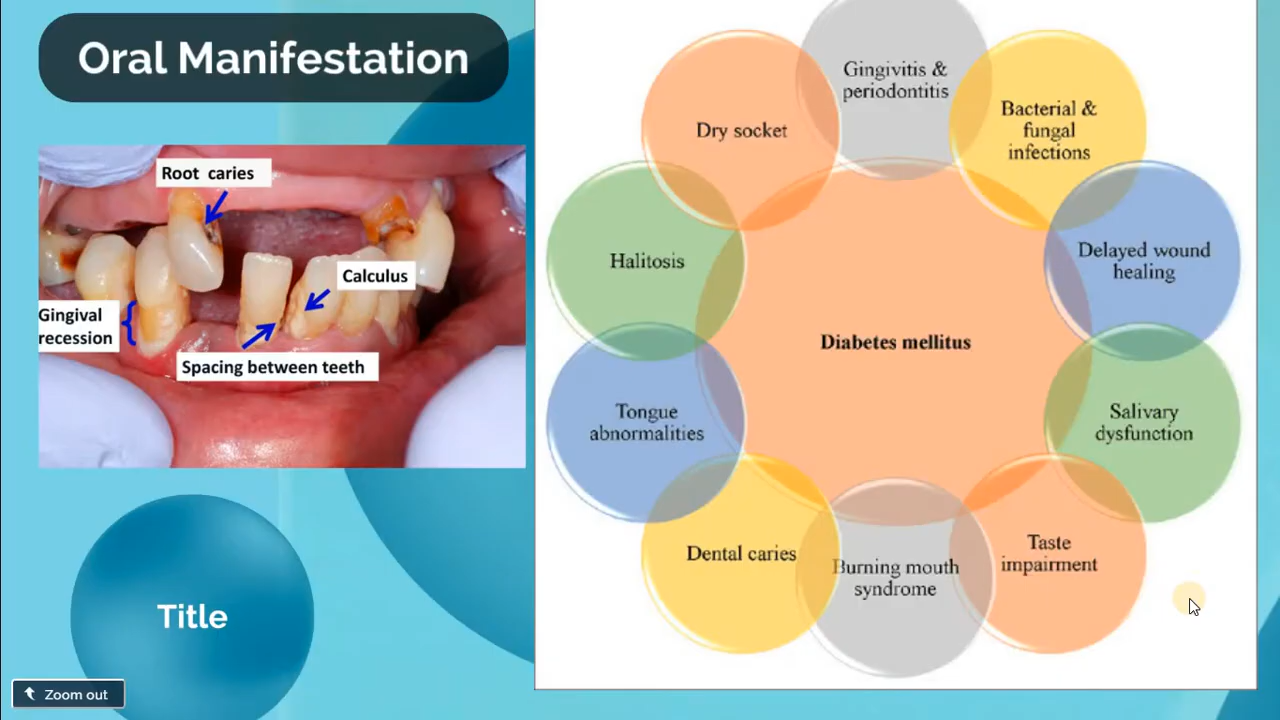 Oral Manifestation
Root caries
Calculus
Gingival
recession
Spacing between teeth
Title
Zoom out
Gingivitis &
periodontitis
Bacterial &
fungal
infections
Delayed wound
healing
Salivary
dysfunction
Taste
impairment
Burning mouth
syndrome
Dental caries
Tongue
abnormalities
Halitosis
Dry socket
Diabetes mellitus